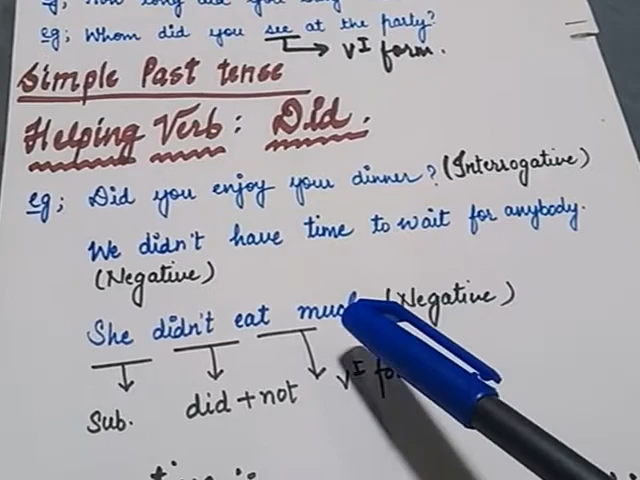 eg; Whom did you see at the party?
V I form.
Simple Past tense
Helping Verb: Did.
eg; Did you enjoy your dinner? (Interrogative)
We didn't have time to wait for anybody.
(Negative)
She didn't eat (Negative)
Sub. did + not V I